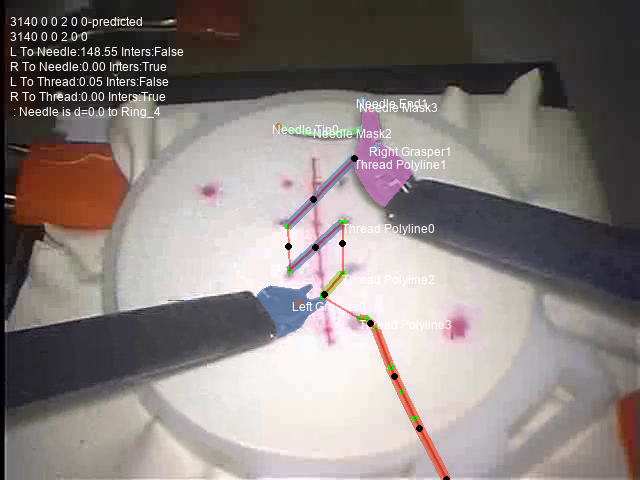 3140 0 0 2 0 0-predicted
3140 0 0 2 0 0
L To Needle:148.55 Inters:False
R To Needle:0.00 Inters:True
L To Thread:0.05 Inters:False
R To Thread:0.00 Inters:True
: Needle is d=0.0 to Ring_4
Needle End1
Needle Mask3
Needle Tip0
Needle Mask2
Right Grasper1
Thread Polyline1
Thread Polyline0
Thread Polyline2
Left Grasper
Thread Polyline3